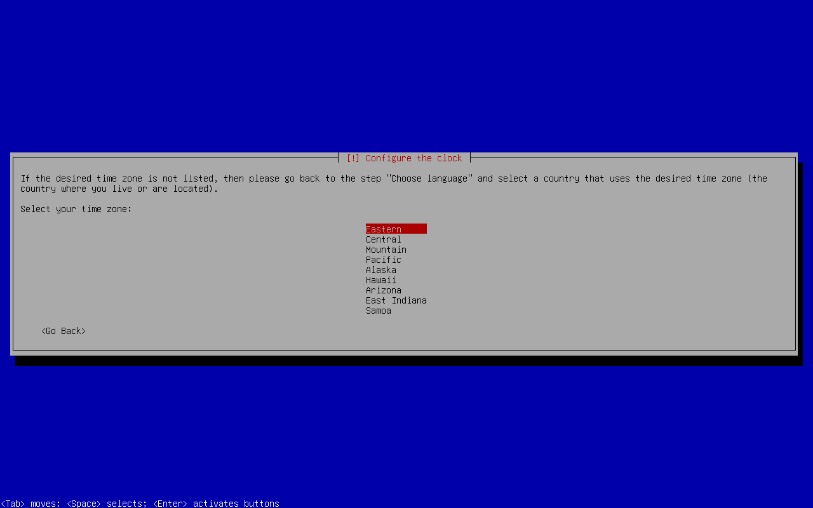 [!] Configure the clock
If the desired time zone is not listed, then please go back to the step "Choose language" and select a country that uses the desired time zone (the
country where you live or are located).
Select your time zone:
Eastern
Central
Mountain
Pacific
Alaska
Hawaii
Arizona
East Indiana
Samoa
<Go Back>
<Tab> moves; <Space> selects; <Enter> activates buttons